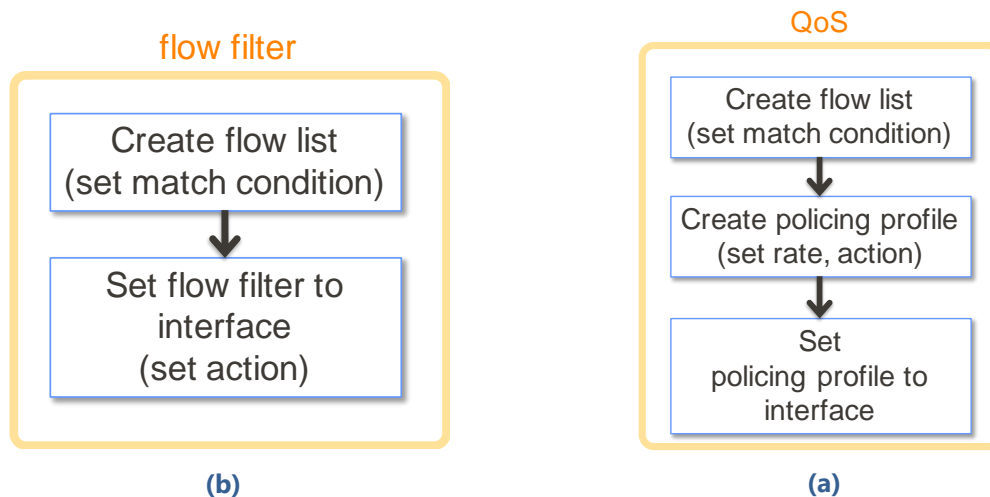 flow filter
Create flow list
(set match condition)
Set flow filter to
interface
(set action)
(b)
QoS
Create flow list
(set match condition)
Create policing profile
(set rate, action)
Set
policing profile to
interface
(a)